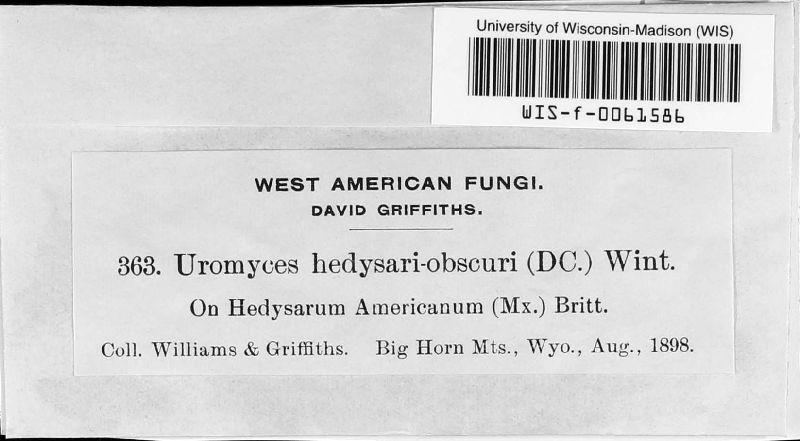 University of Wisconsin-Madison (WIS)
WIS-f-0061586
WEST AMERICAN FUNGI.
DAVID GRIFFITHS.
363. Uromyces hedysari-obscuri (DC.) Wint.
On Hedysarum Americanum (Mx.) Britt.
Coll. Williams & Griffiths. Big Horn Mts., Wyo., Aug., 1898.